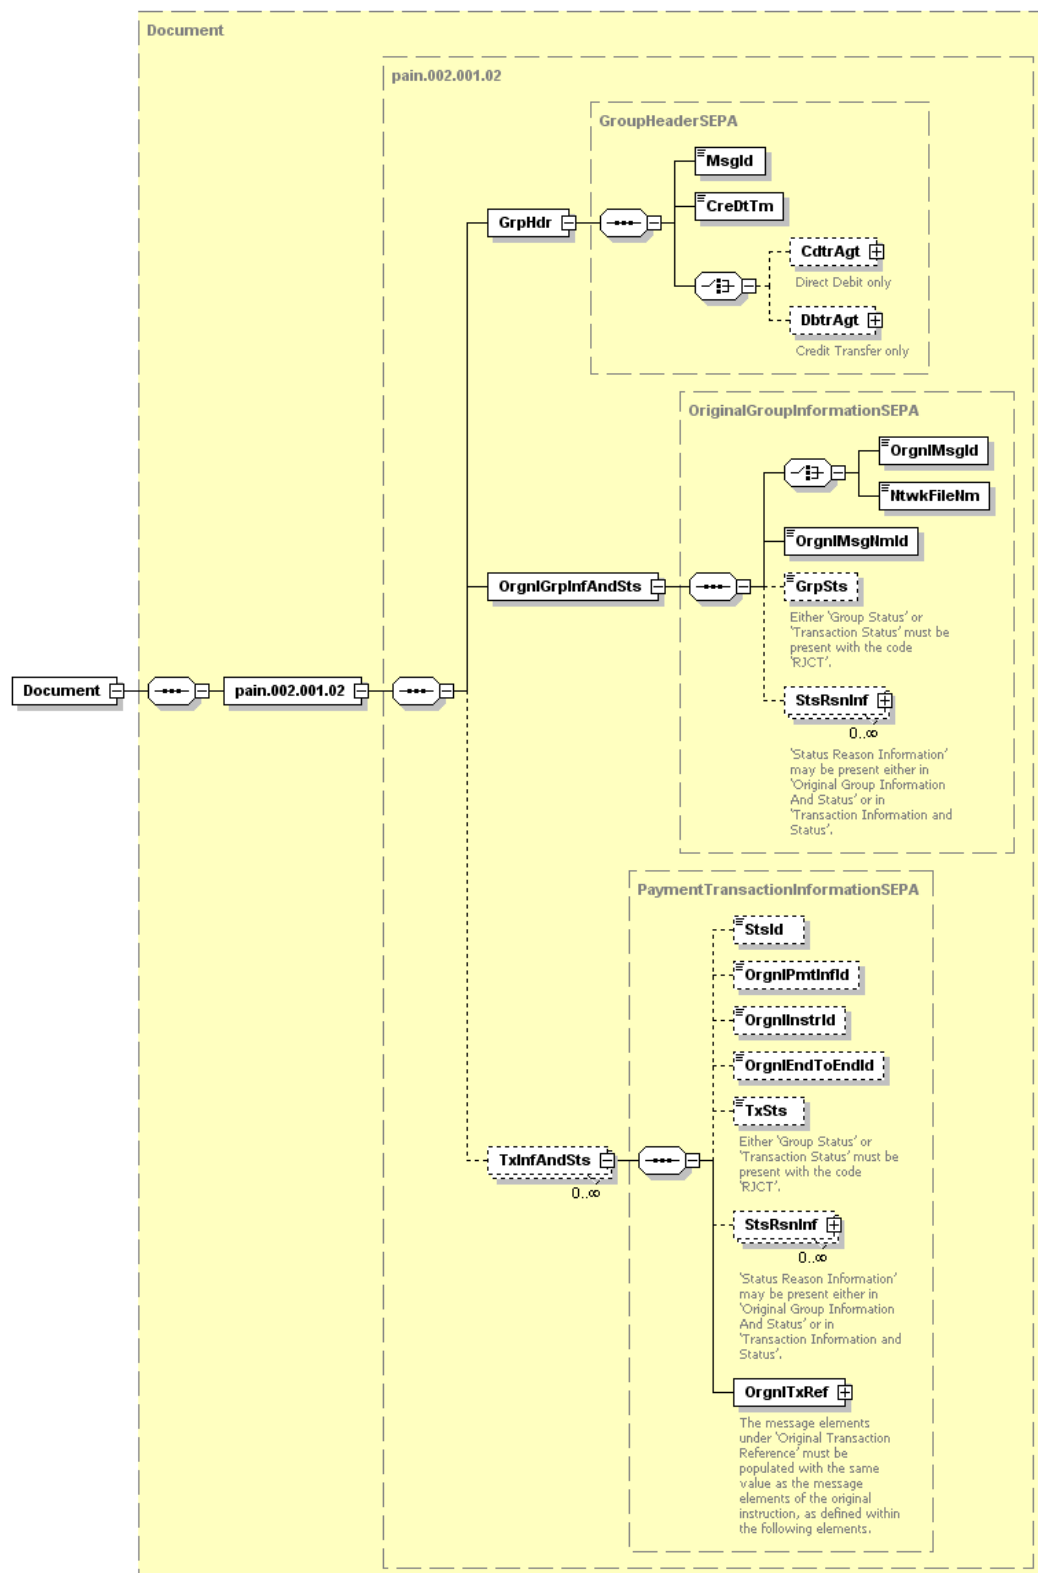 Document
pain.002.001.02
GroupHeaderSEPA
MsgId
CreDtTm
GrpHdr
CdtrAgt
Direct Debit only
DbtrAgt
Credit Transfer only
OriginalGroupInformationSEPA
OrgnlMsgId
NtwkFileNm
OrgnlMsgNmId
OrgnlGrpInfAndSts
GrpSts
Either 'Group Status' or
'Transaction Status' must be
present with the code
'RJCT'.
Document
pain.002.001.02
StsRsnInf
0..∞
'Status Reason Information'
may be present either in
'Original Group Information
And Status' or in
'Transaction Information and
Status'.
PaymentTransactionInformationSEPA
StsId
OrgnlPmtInfId
OrgnlInstrId
OrgnlEndToEndId
TxSts
Either 'Group Status' or
'Transaction Status' must be
present with the code
'RJCT'.
TxInfAndSts
0..∞
StsRsnInf
0..∞
'Status Reason Information'
may be present either in
'Original Group Information
And Status' or in
'Transaction Information and
Status'.
OrgnlTxRef
The message elements
under 'Original Transaction
Reference' must be
populated with the same
value as the message
elements of the original
instruction, as defined within
the following elements.